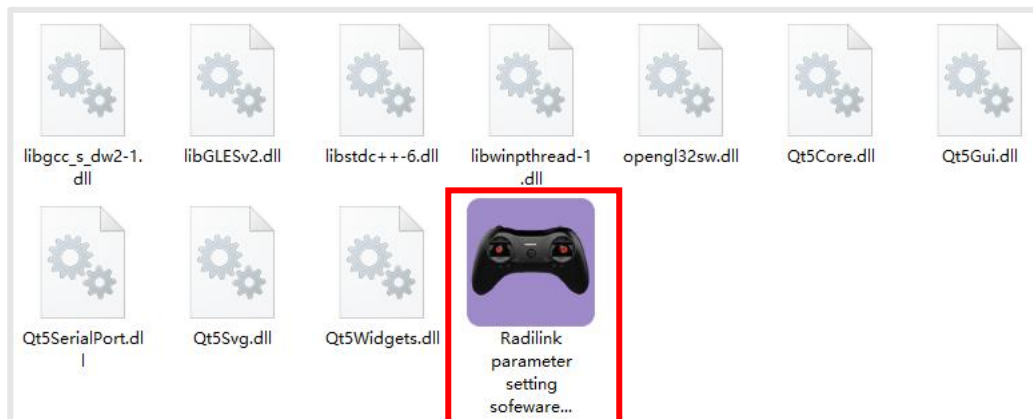 libgcc_s_dw2-1.
dll
libGLESv2.dll
libstdc++-6.dll
libwinpthread-1
.dll
opengl32sw.dll
Qt5Core.dll
Qt5Gui.dll
Qt5SerialPort.dl
l
Qt5Svg.dll
Qt5Widgets.dll
Radilink
parameter
setting
sofeware...